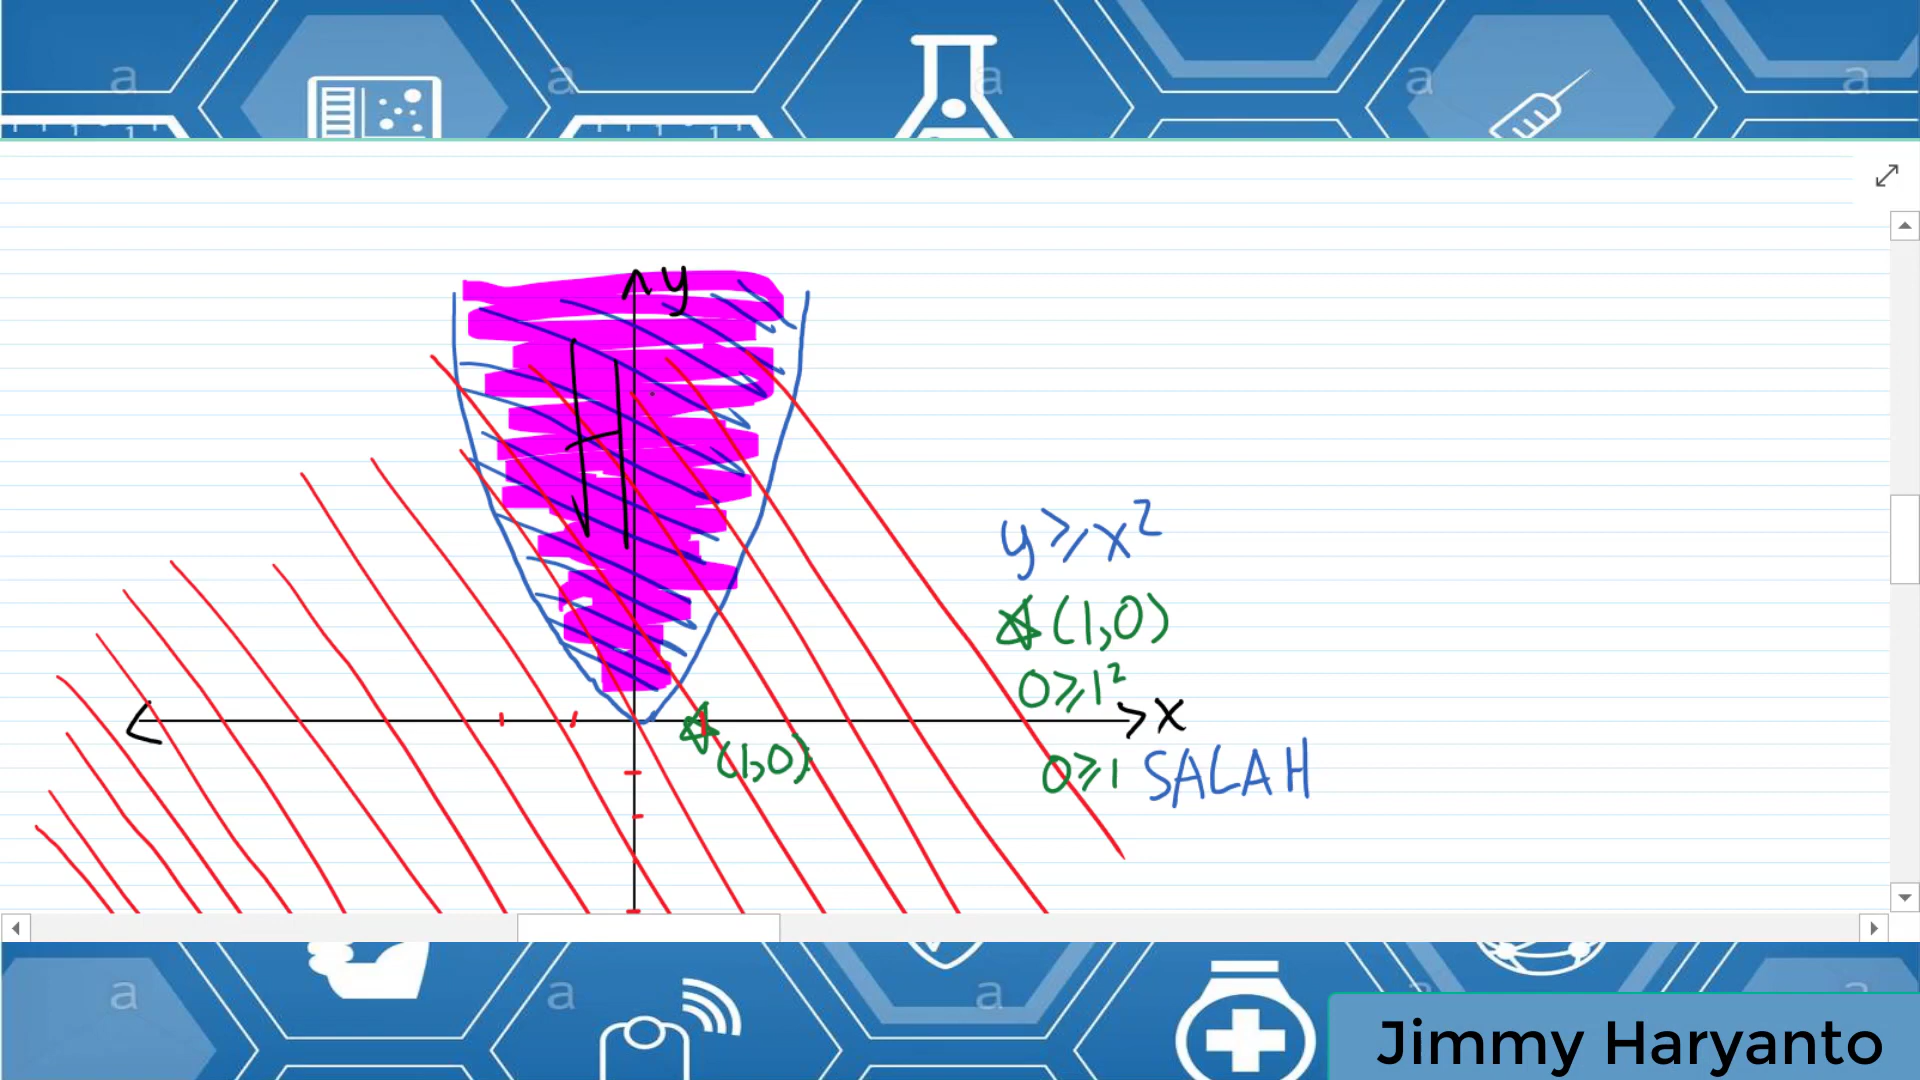 a a a a a
y
H
y ⩾ x²
(1,0)
0 ⩾ 1²
x
(1,0)
0 ⩾ 1 SALAH
a a a a
Jimmy Haryanto